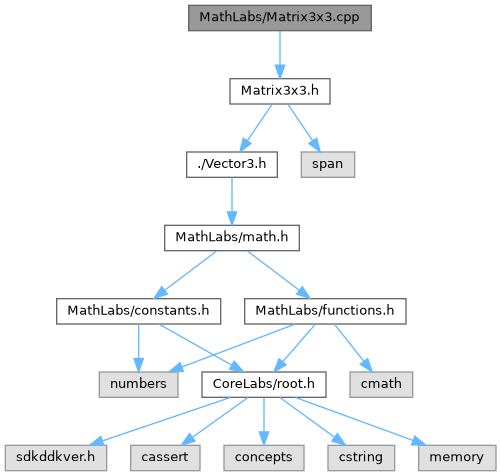 MathLabs/Matrix3x3.cpp
Matrix3x3.h
./Vector3.h
span
MathLabs/math.h
MathLabs/constants.h
MathLabs/functions.h
numbers
CoreLabs/root.h
cmath
sdkddkver.h
cassert
concepts
cstring
memory